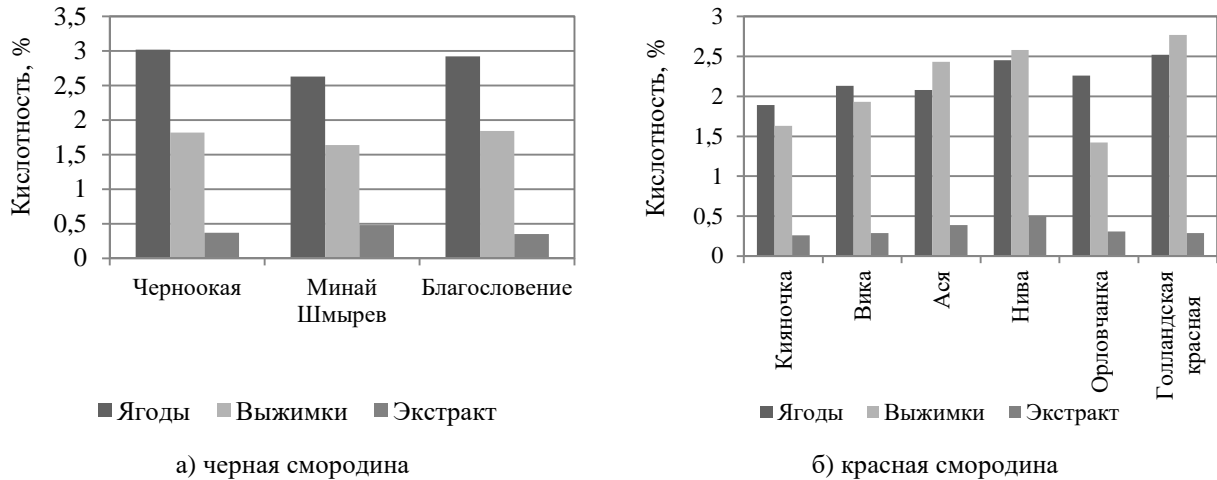 Кислотность, %
3,5
3
2,5
2
1,5
1
0,5
0
Черноокая
Минай
Шмырев
Благословение
Ягоды Выжимки Экстракт
а) черная смородина
Кислотность, %
3
2,5
2
1,5
1
0,5
0
Кияночка
Вика
Ася
Нива
Орловчанка
Голландская
красная
Ягоды Выжимки Экстракт
б) красная смородина